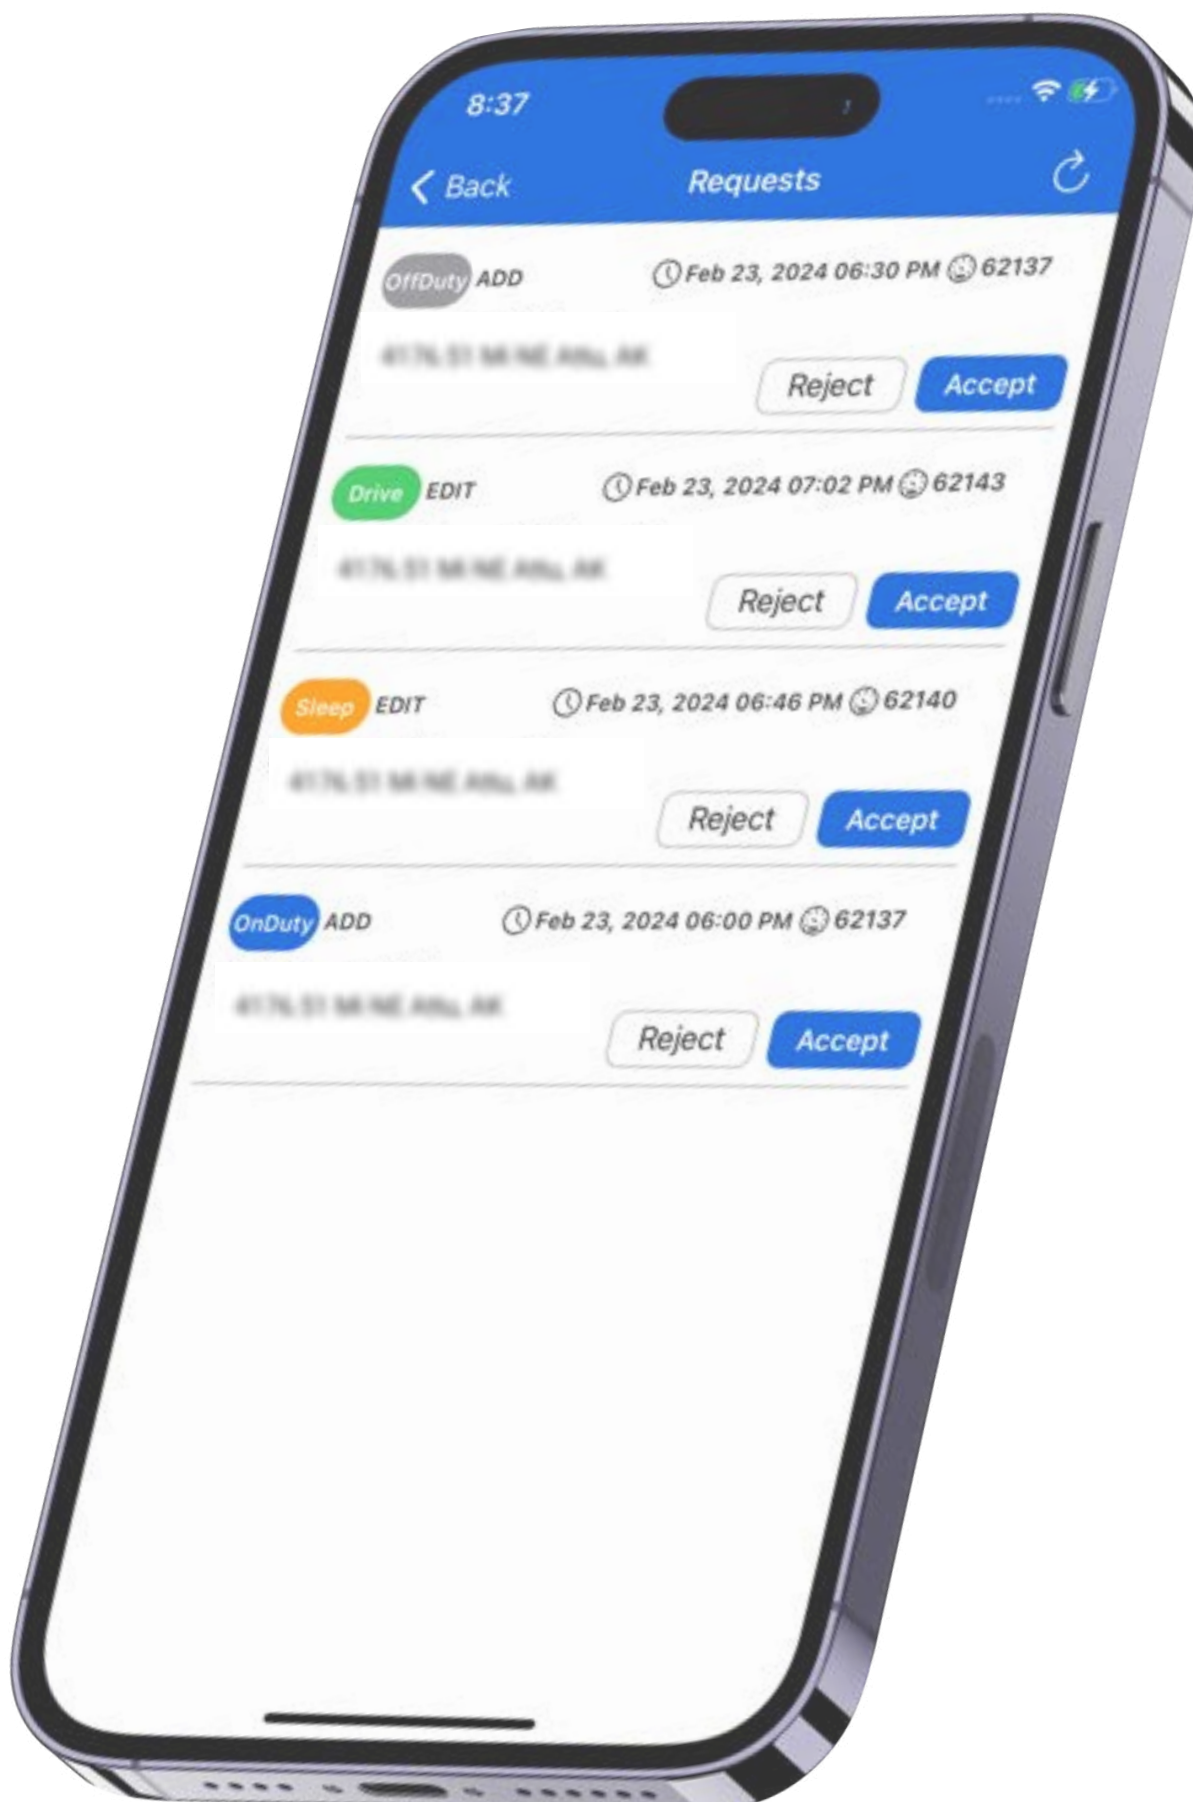 8:37
Back Requests
OffDuty ADD Feb 23, 2024 06:30 PM 62137
Reject Accept
Drive EDIT Feb 23, 2024 07:02 PM 62143
Reject Accept
Sleep EDIT Feb 23, 2024 06:46 PM 62140
Reject Accept
OnDuty ADD Feb 23, 2024 06:00 PM 62137
Reject Accept